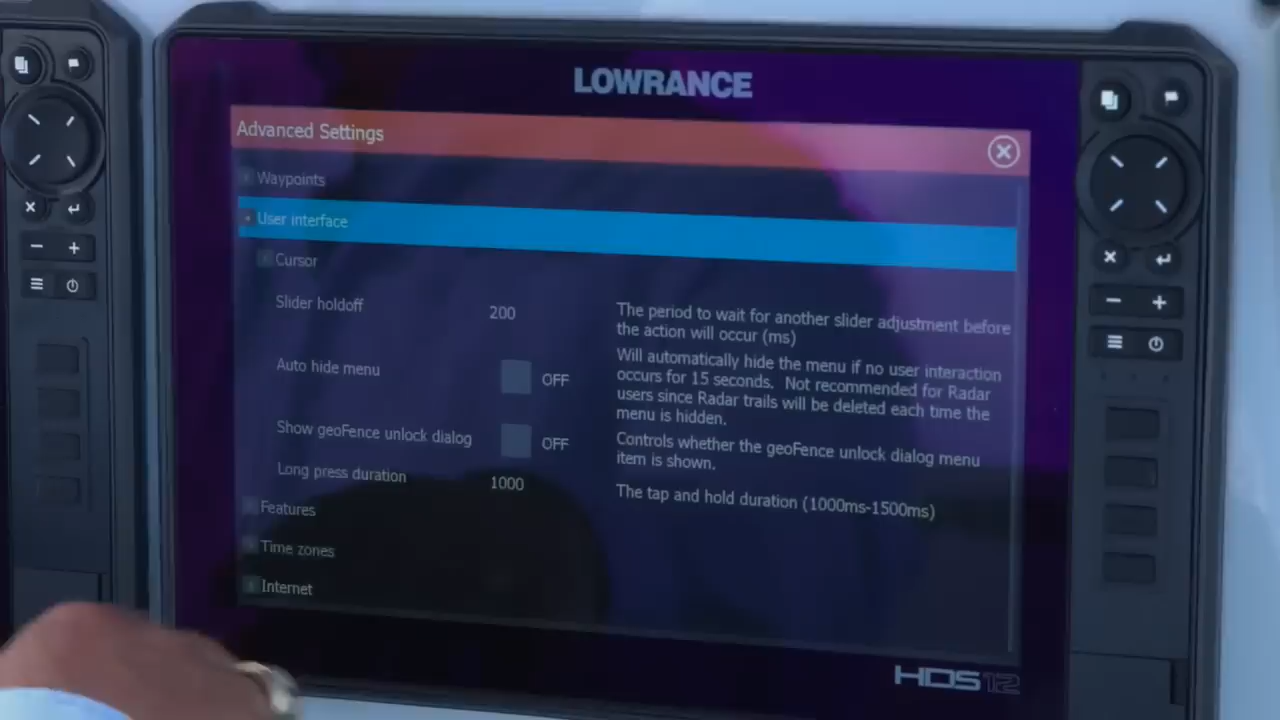 LOWRANCE
Advanced Settings
Waypoints
User interface
Cursor
Slider holdoff
200
The period to wait for another slider adjustment before
the action will occur (ms)
Auto hide menu
OFF
Will automatically hide the menu if no user interaction
occurs for 15 seconds. Not recommended for Radar
users since Radar trails will be deleted each time the
menu is hidden.
Show geoFence unlock dialog
OFF
Controls whether the geoFence unlock dialog menu
item is shown.
Long press duration
1000
The tap and hold duration (1000ms-1500ms)
Features
Time zones
Internet
HDS 12